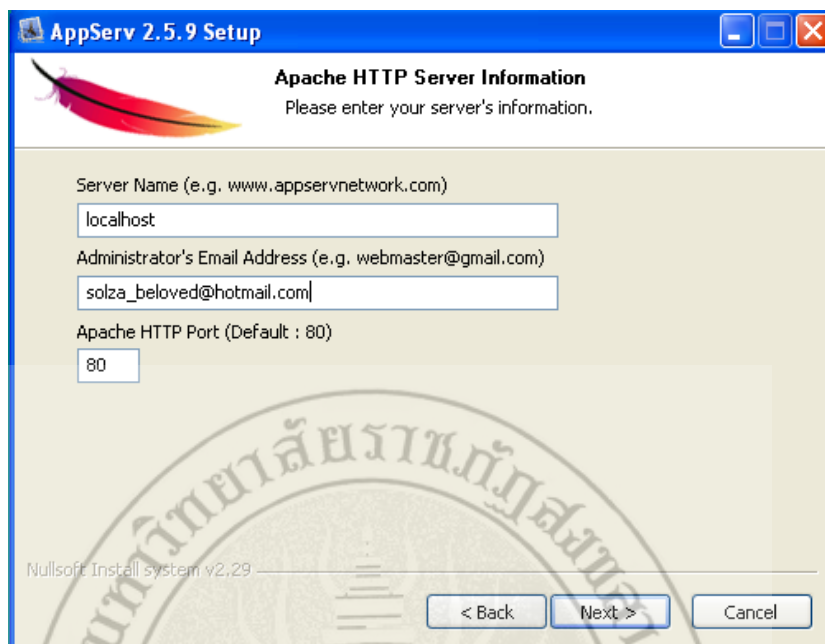 AppServ 2.5.9 Setup
Apache HTTP Server Information
Please enter your server's information.
Server Name (e.g. www.appservnetwork.com)
localhost
Administrator's Email Address (e.g. webmaster@gmail.com)
solza_beloved@hotmail.com
Apache HTTP Port (Default : 80)
80
Nullsoft Install system v2.29
< Back
Next >
Cancel